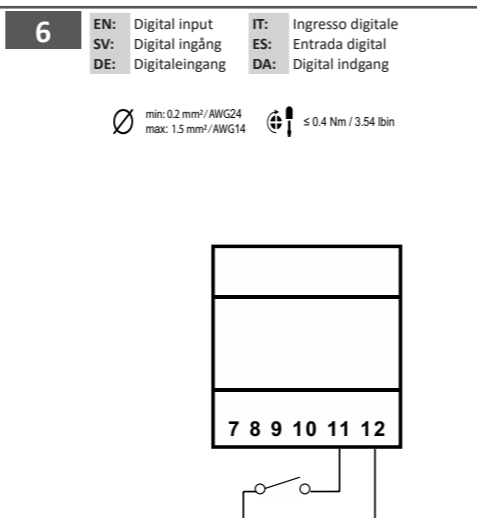 6
EN: Digital input IT: Ingresso digitale
SV: Digital ingång ES: Entrada digital
DE: Digitaleingang DA: Digital indgang
min: 0.2 mm²/AWG24
max: 1.5 mm²/AWG14
≤ 0.4 Nm / 3.54 lbin
7 8 9 10 11 12